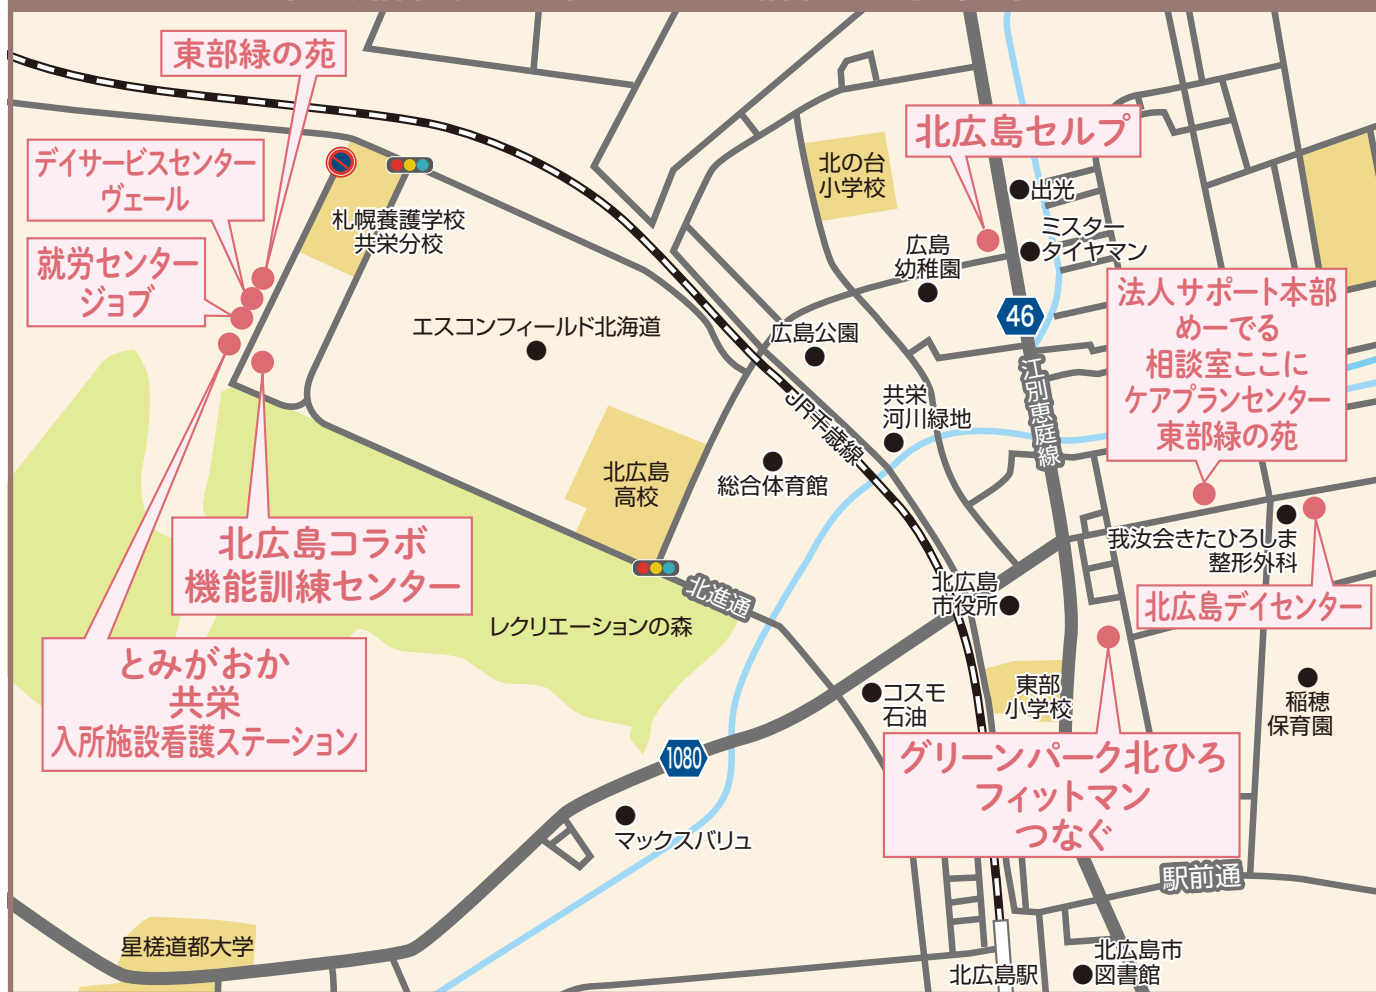 東部緑の苑
デイサービスセンター
ヴェール
就労センター
ジョブ
札幌養護学校
共栄分校
北の台
小学校
北広島セルプ
出光
ミスター
タイヤマン
広島
幼稚園
46
江別恵庭線
法人サポート本部
めーでる
相談室ここに
ケアプランセンター
東部緑の苑
エスコンフィールド北海道
広島公園
JR千歳線
共栄
河川緑地
総合体育館
北広島
高校
北広島コラボ
機能訓練センター
我汝会きたひろしま
整形外科
北広島デイセンター
北広島
市役所
北進通
レクリエーションの森
とみがおか
共栄
入所施設看護ステーション
コスモ
石油
東部
小学校
稲穂
保育園
1080
グリーンパーク北ひろ
フィットマン
つなぐ
マックスバリュ
駅前通
星槎道都大学
北広島駅
北広島市
図書館